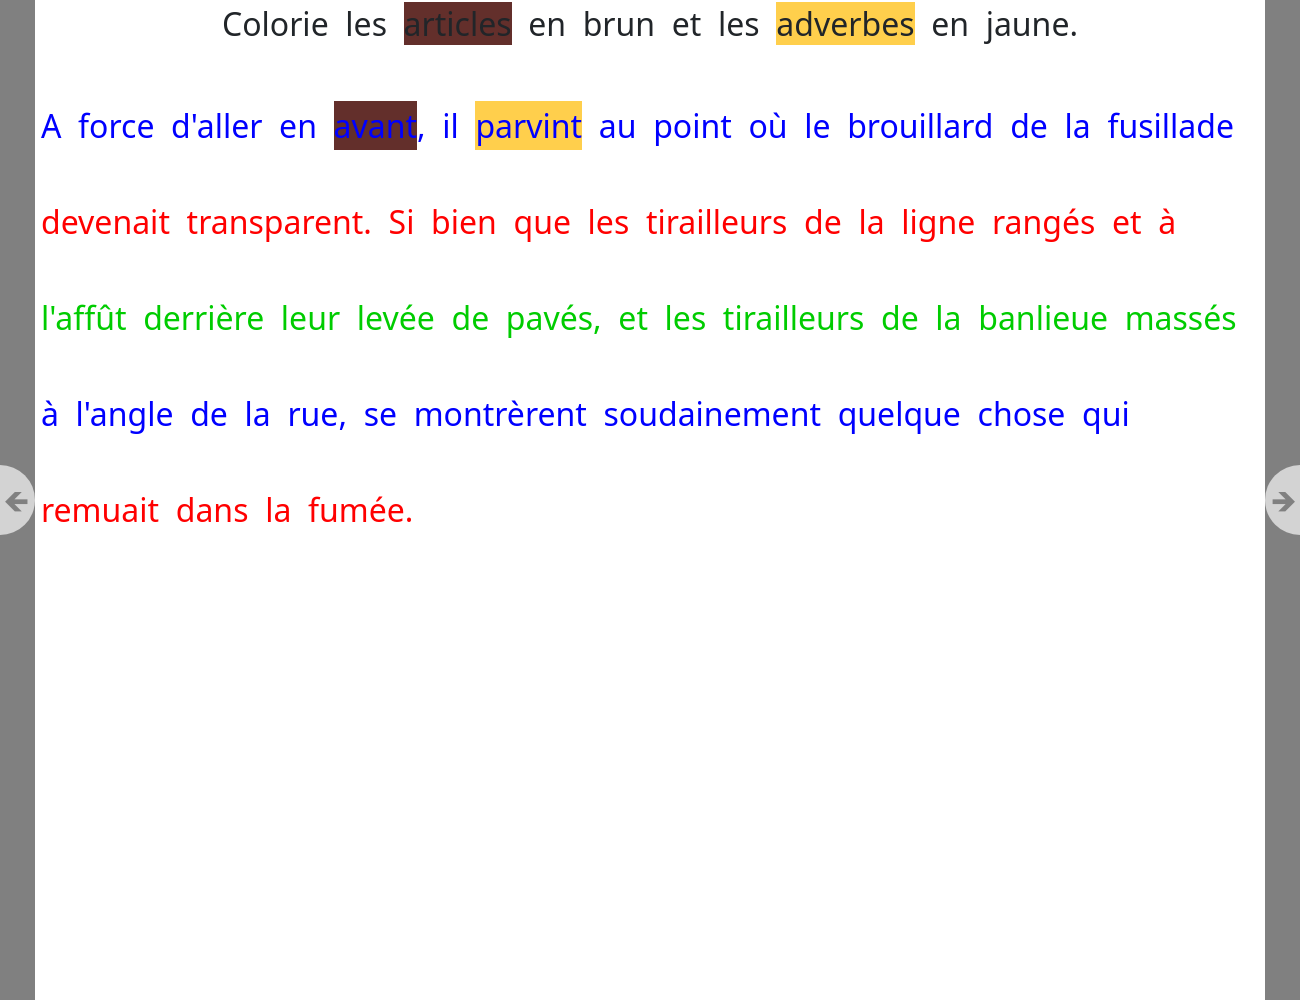 Colorie les articles en brun et les adverbes en jaune.
A force d'aller en avant, il parvint au point où le brouillard de la fusillade
devenait transparent. Si bien que les tirailleurs de la ligne rangés et à
l'affût derrière leur levée de pavés, et les tirailleurs de la banlieue massés
à l'angle de la rue, se montrèrent soudainement quelque chose qui
remuait dans la fumée.